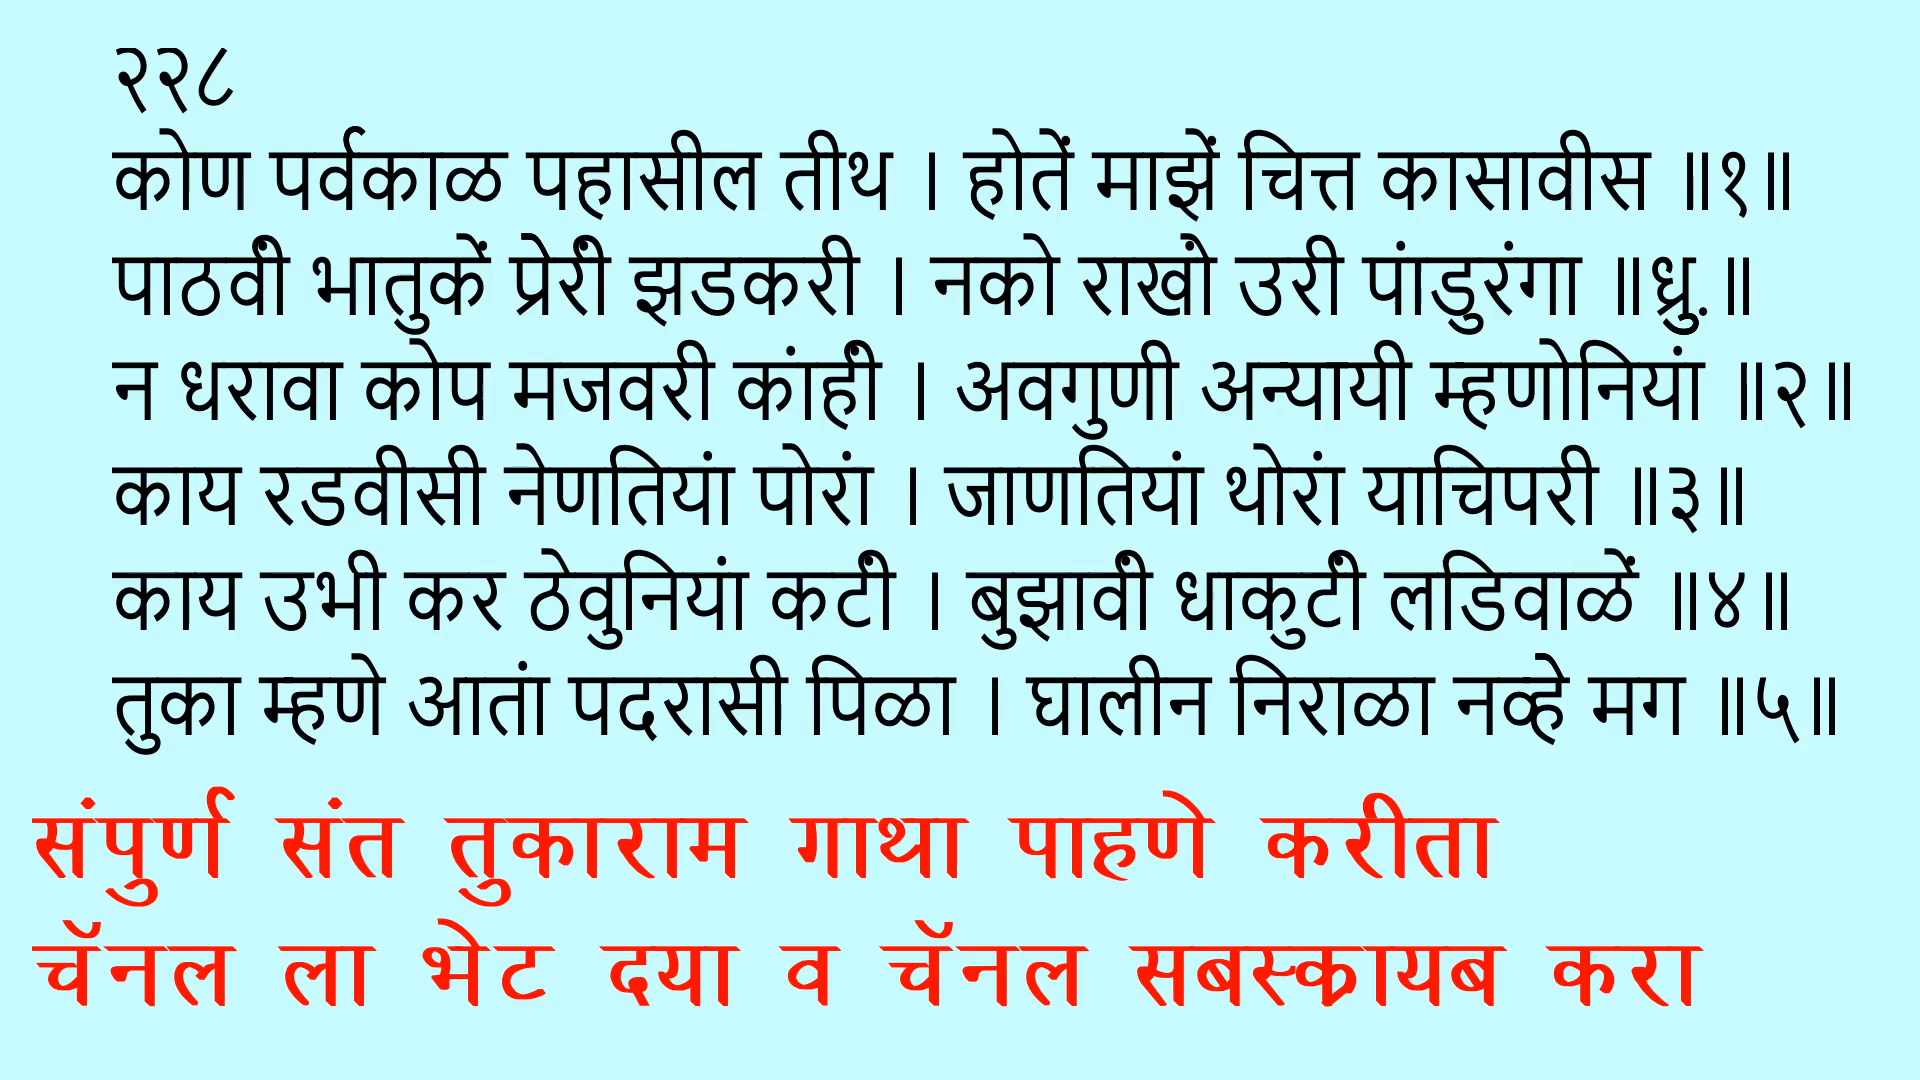 २२८
कोण पर्वकाळ पहासील तीथ । होतें माझें चित्त कासावीस ॥१॥
पाठवीं भातुकें प्रेरीं झडकरी । नको राखों उरी पांडुरंगा ॥ध्रु.॥
न धरावा कोप मजवरी कांहीं । अवगुणी अन्यायी म्हणोनियां ॥२॥
काय रडवीसी नेणतियां पोरां । जाणतियां थोरां याचिपरी ॥३॥
काय उभी कर ठेवुनियां कटीं । बुझावीं धाकुटीं लडिवाळें ॥४॥
तुका म्हणे आतां पदरासी पिळा । घालीन निराळा नव्हे मग ॥५॥
संपुर्ण संत तुकाराम गाथा पाहणे करीता
चॅनल ला भेट दया व चॅनल सबस्क्रायब करा